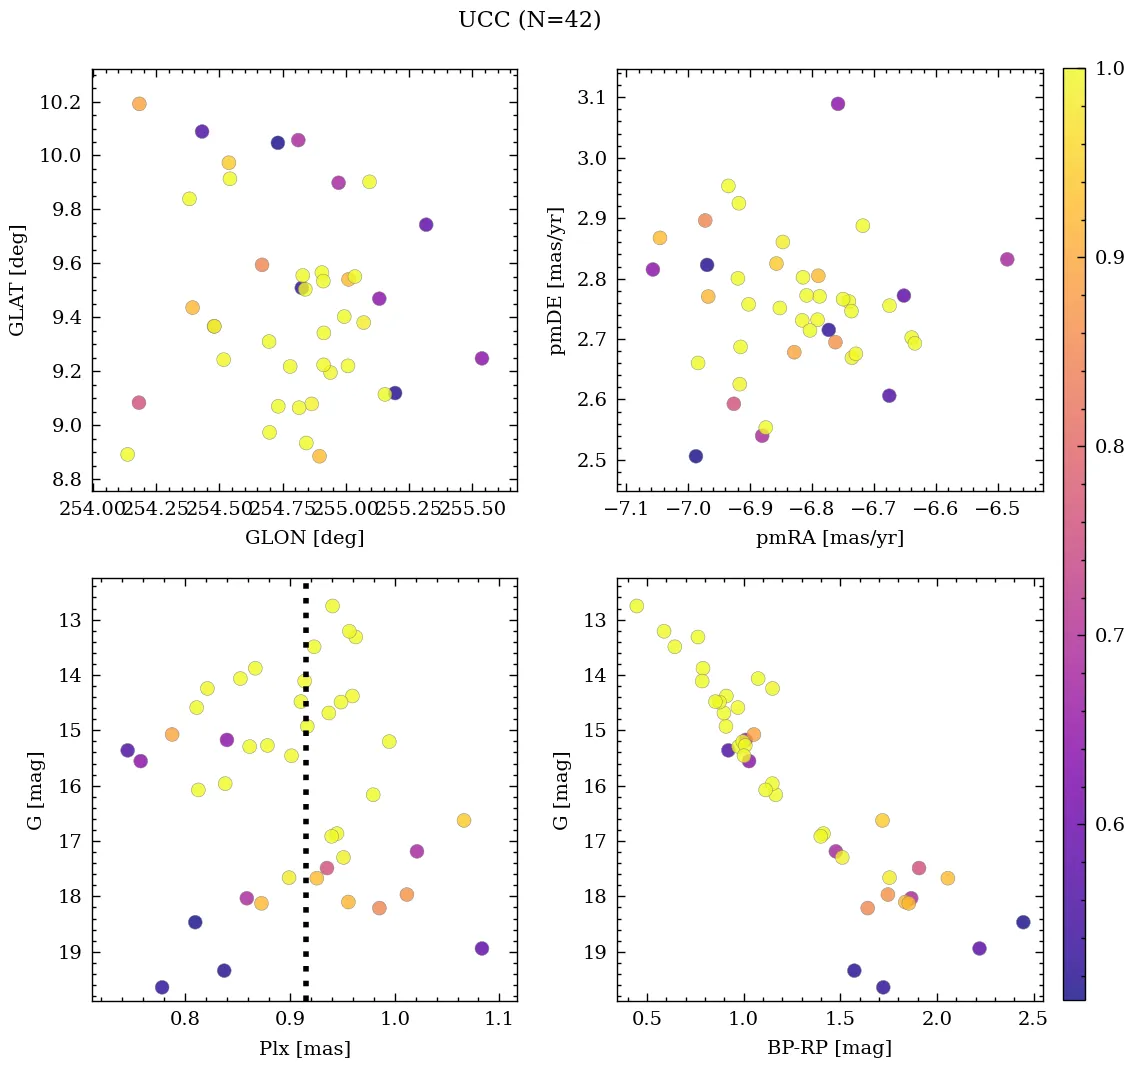 UCC (N=42)
10.2
10.0
9.8
9.6
9.4
9.2
9.0
8.8
GLAT [deg]
254.00 254.25 254.50 254.75 255.00 255.25 255.50
GLON [deg]
3.1
3.0
2.9
2.8
2.7
2.6
2.5
pmDE [mas/yr]
−7.1 −7.0 −6.9 −6.8 −6.7 −6.6 −6.5
pmRA [mas/yr]
1.0
0.9
0.8
0.7
0.6
13
14
15
16
17
18
19
G [mag]
0.8 0.9 1.0 1.1
Plx [mas]
13
14
15
16
17
18
19
G [mag]
0.5 1.0 1.5 2.0 2.5
BP-RP [mag]